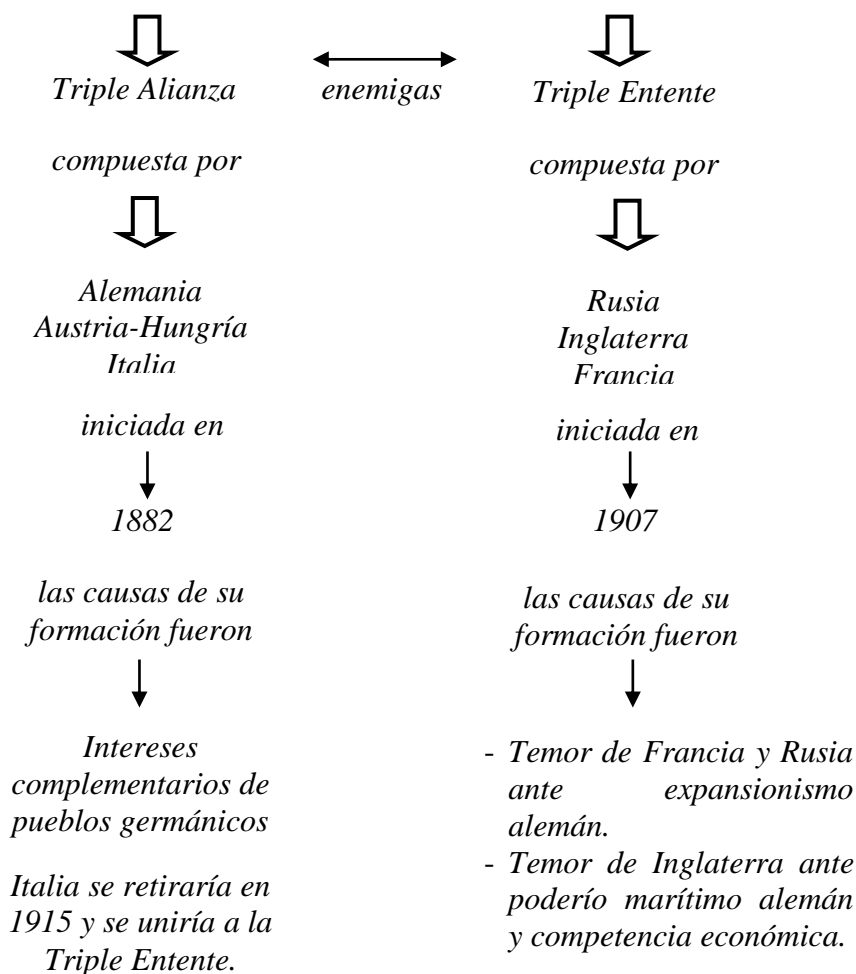 Triple Alianza
enemigas
Triple Entente
compuesta por
compuesta por
Alemania
Austria-Hungría
Italia
Rusia
Inglaterra
Francia
iniciada en
iniciada en
1882
1907
las causas de su
formación fueron
las causas de su
formación fueron
Intereses
complementarios de
pueblos germánicos
Italia se retiraría en
1915 y se uniría a la
Triple Entente.
- Temor de Francia y Rusia
ante expansionismo
alemán.
- Temor de Inglaterra ante
poderío marítimo alemán
y competencia económica.